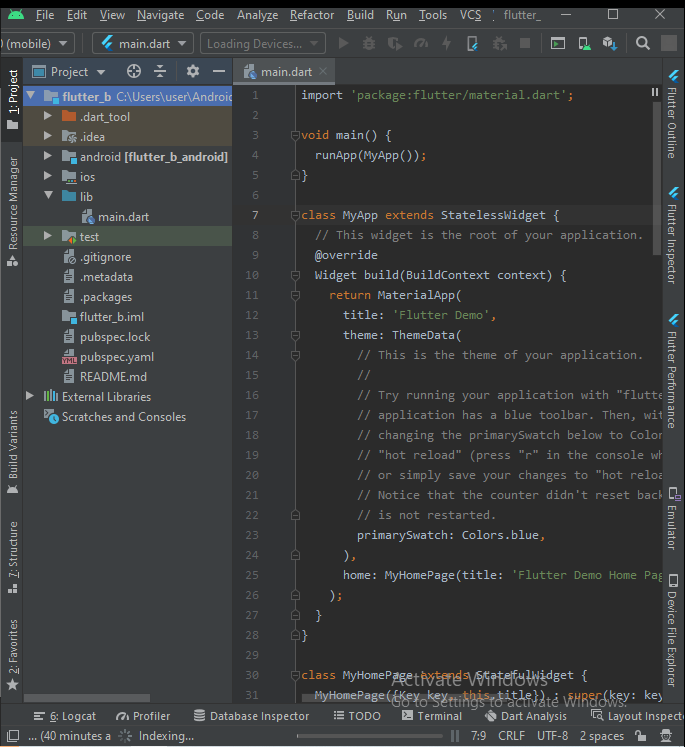 File Edit View Navigate Code Analyze Refactor Build Run Tools VCS flutter_
(mobile) main.dart Loading Devices...
Project main.dart
1: Project
Resource Manager
Build Variants
7: Structure
2: Favorites
flutter_b C:\Users\user\Androi
.dart_tool
.idea
android [flutter_b_android]
ios
lib
main.dart
test
.gitignore
.metadata
.packages
flutter_b.iml
pubspec.lock
pubspec.yaml
README.md
External Libraries
Scratches and Consoles
1 import 'package:flutter/material.dart';
2
3 void main() {
4 runApp(MyApp());
5 }
6
7 class MyApp extends StatelessWidget {
8 // This widget is the root of your application.
9 @override
10 Widget build(BuildContext context) {
11 return MaterialApp(
12 title: 'Flutter Demo',
13 theme: ThemeData(
14 // This is the theme of your application.
15 //
16 // Try running your application with "flutte
17 // application has a blue toolbar. Then, wit
18 // changing the primarySwatch below to Color
19 // "hot reload" (press "r" in the console wh
20 // or simply save your changes to "hot reloa
21 // Notice that the counter didn't reset back
22 // is not restarted.
23 primarySwatch: Colors.blue,
24 ),
25 home: MyHomePage(title: 'Flutter Demo Home Pag
26 );
27 }
28 }
29
30 class MyHomePage extends StatefulWidget {
31 MyHomePage({Key key, this.title}) : super(key: key
Activate Windows
Go to Settings to activate Windows.
Flutter Outline
Flutter Inspector
Flutter Performance
Emulator
Device File Explorer
6: Logcat Profiler Database Inspector TODO Terminal Dart Analysis Layout Inspec
... (40 minutes a Indexing... 7:9 CRLF UTF-8 2 spaces